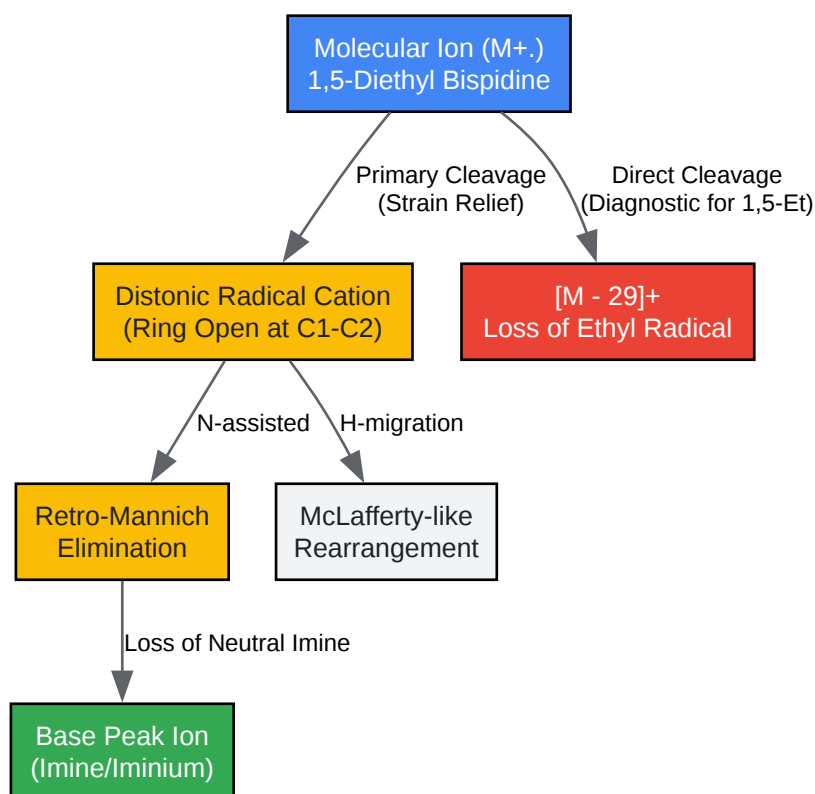 Molecular Ion (M+.)
1,5-Diethyl Bispidine
Primary Cleavage
(Strain Relief)
Direct Cleavage
(Diagnostic for 1,5-Et)
Distonic Radical Cation
(Ring Open at C1-C2)
[M - 29]+
Loss of Ethyl Radical
N-assisted
H-migration
Retro-Mannich
Elimination
McLafferty-like
Rearrangement
Loss of Neutral Imine
Base Peak Ion
(Imine/Iminium)